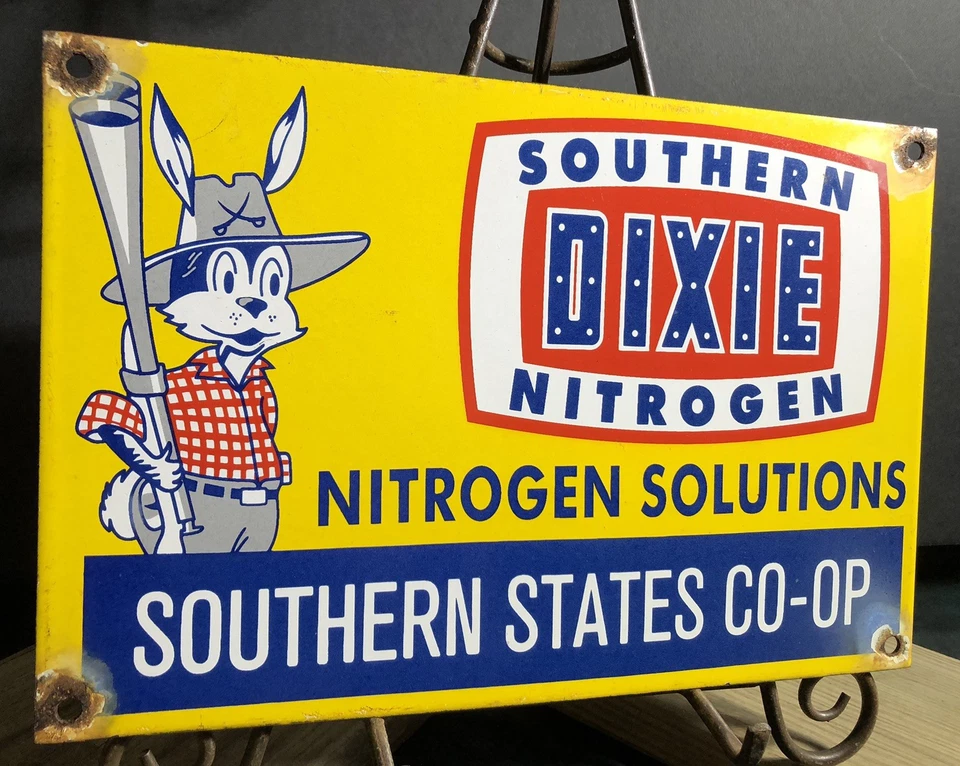 SOUTHERN
DIXIE
NITROGEN
NITROGEN SOLUTIONS
SOUTHERN STATES CO-OP